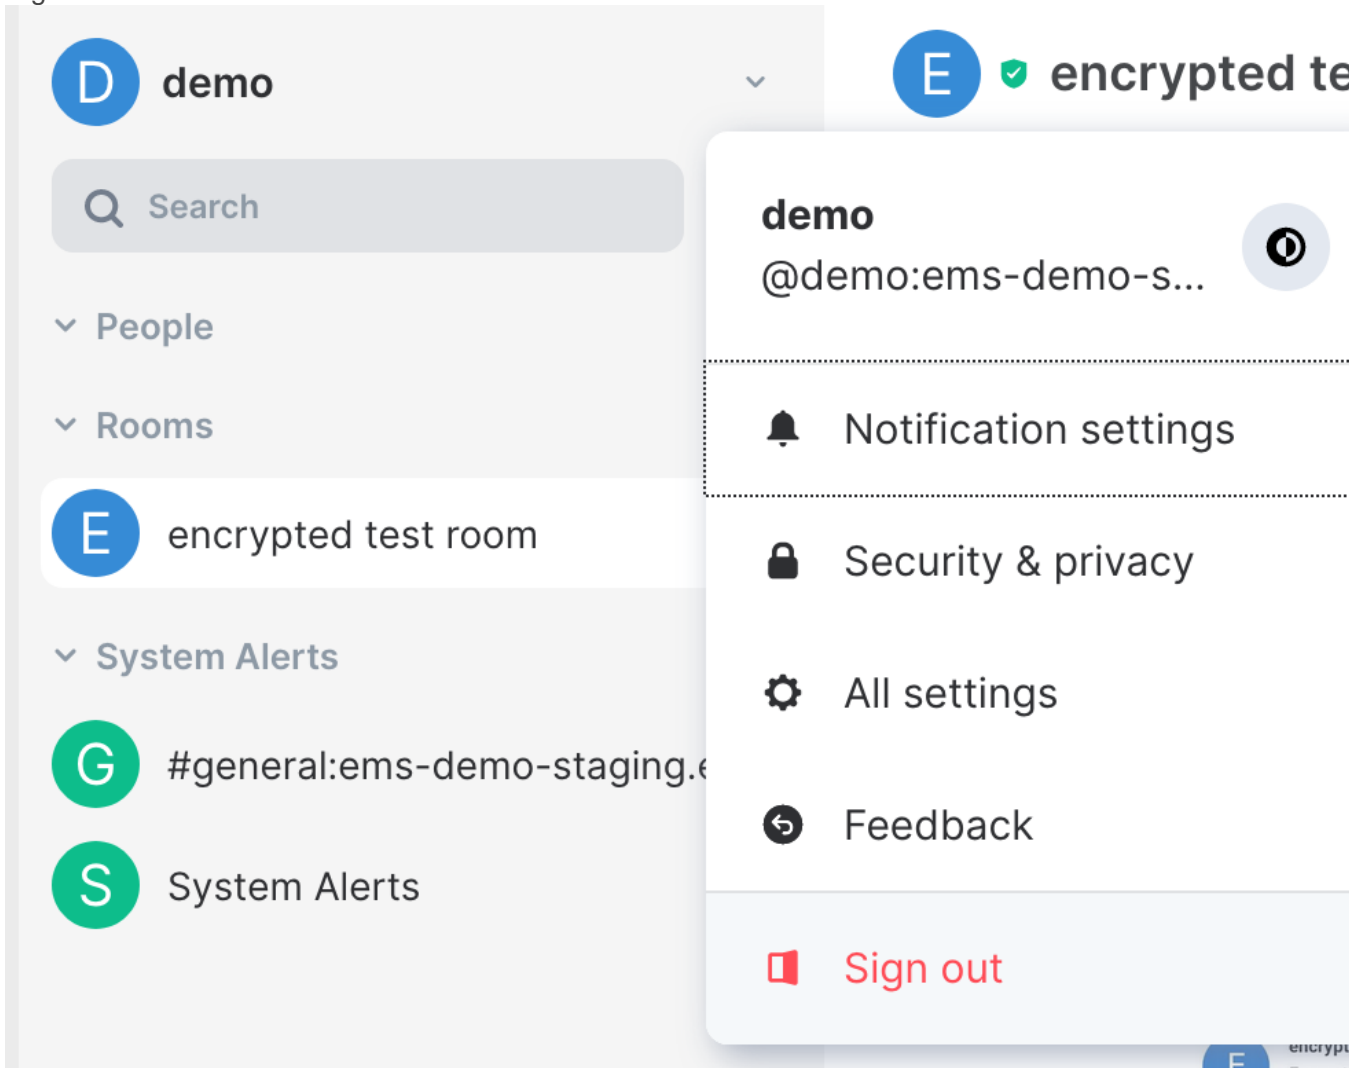 D demo
Search
People
Rooms
E encrypted test room
System Alerts
G #general:ems-demo-staging.
S System Alerts
E encrypted te
demo
@demo:ems-demo-s...
Notification settings
Security & privacy
All settings
Feedback
Sign out
E encrypt